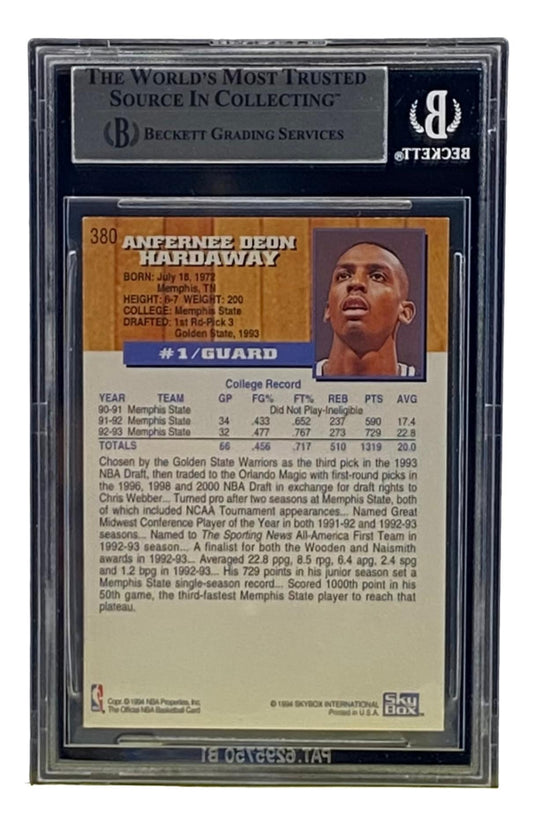 THE WORLD'S MOST TRUSTED
SOURCE IN COLLECTING™
BECKETT GRADING SERVICES
BECKETT®
380 ANFERNEE DEON
HARDAWAY
BORN: July 18, 1972
Memphis, TN
HEIGHT: 6-7 WEIGHT: 200
COLLEGE: Memphis State
DRAFTED: 1st Rd-Pick 3
Golden State, 1993
#1/GUARD
College Record
YEAR TEAM GP FG% FT% REB PTS AVG
90-91 Memphis State Did Not Play-Ineligible
91-92 Memphis State 34 .433 .652 237 590 17.4
92-93 Memphis State 32 .477 .767 273 729 22.8
TOTALS 66 .456 .717 510 1319 20.0
Chosen by the Golden State Warriors as the third pick in the 1993
NBA Draft, then traded to the Orlando Magic with first-round picks in
the 1996, 1998 and 2000 NBA Draft in exchange for draft rights to
Chris Webber... Turned pro after two seasons at Memphis State, both
of which included NCAA Tournament appearances... Named Great
Midwest Conference Player of the Year in both 1991-92 and 1992-93
seasons... Named to The Sporting News All-America First Team in
1992-93 season... A finalist for both the Wooden and Naismith
awards in 1992-93... Averaged 22.8 ppg, 8.5 rpg, 6.4 apg, 2.4 spg
and 1.2 bpg in 1992-93... His 729 points in his junior season set a
Memphis State single-season record... Scored 1000th point in his
50th game, the third-fastest Memphis State player to reach that
plateau.
Copr. © 1994 NBA Properties, Inc.
The Official NBA Basketball Card
© 1994 SKYBOX INTERNATIONAL
Printed in U.S.A.
SKYBOX
PAT. 6295750 B1